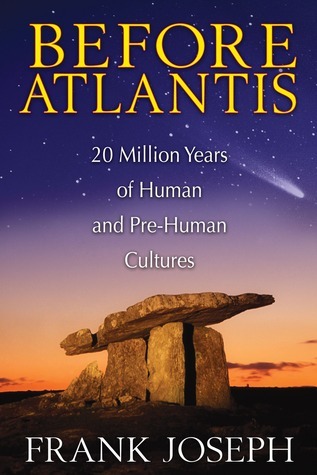 BEFORE
ATLANTIS
20 Million Years
of Human
and Pre-Human
Cultures
FRANK JOSEPH